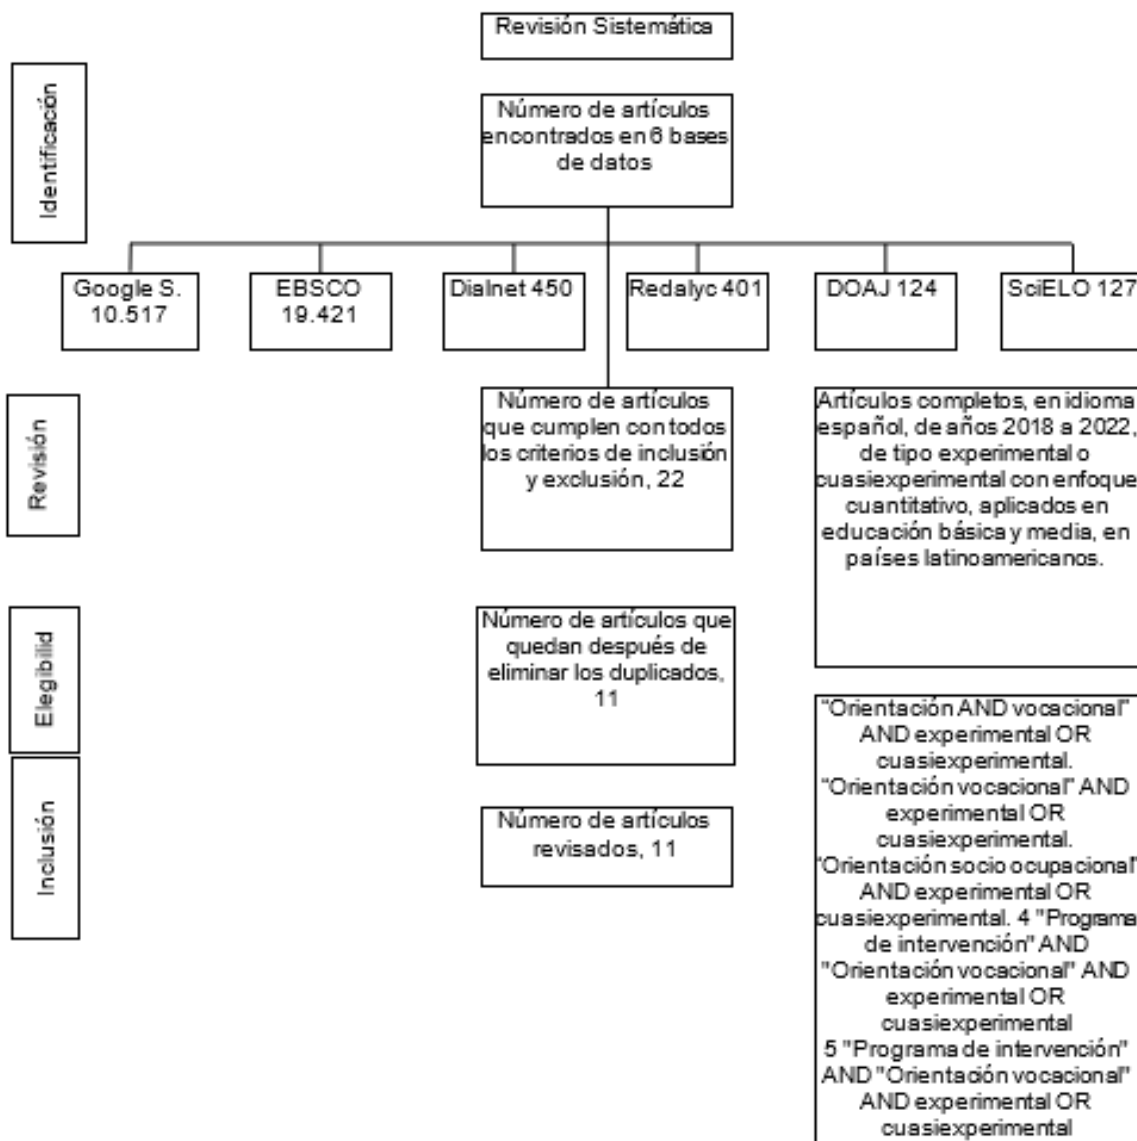 Revisión Sistemática
Identificación
Número de artículos
encontrados en 6 bases
de datos
Google S.
10.517
EBSCO
19.421
Dialnet 450
Redalyc 401
DOAJ 124
SciELO 127
Revisión
Número de artículos
que cumplen con todos
los criterios de inclusión
y exclusión, 22
Artículos completos, en idioma
español, de años 2018 a 2022,
de tipo experimental o
cuasiexperimental con enfoque
cuantitativo, aplicados en
educación básica y media, en
países latinoamericanos.
Elegibilid
Número de artículos que
quedan después de
eliminar los duplicados,
11
Inclusión
Número de artículos
revisados, 11
"Orientación AND vocacional"
AND experimental OR
cuasiexperimental.
"Orientación vocacional" AND
experimental OR
cuasiexperimental.
"Orientación socio ocupacional"
AND experimental OR
cuasiexperimental. 4 "Programa
de intervención" AND
"Orientación vocacional" AND
experimental OR
cuasiexperimental
5 "Programa de intervención"
AND "Orientación vocacional"
AND experimental OR
cuasiexperimental